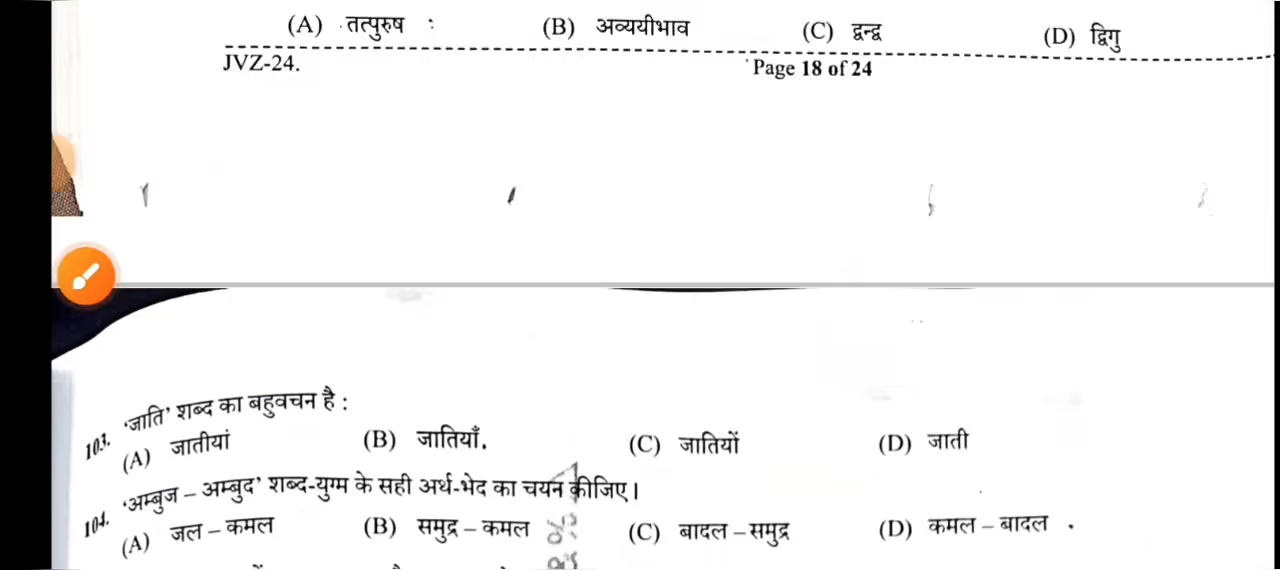 (A) तत्पुरुष : (B) अव्ययीभाव (C) द्वन्द्व (D) द्विगु
JVZ-24. Page 18 of 24
103. 'जाति' शब्द का बहुवचन है :
(A) जातीयां (B) जातियाँ. (C) जातियों (D) जाती
104. 'अम्बुज – अम्बुद' शब्द-युग्म के सही अर्थ-भेद का चयन कीजिए।
(A) जल – कमल (B) समुद्र – कमल (C) बादल – समुद्र (D) कमल – बादल .